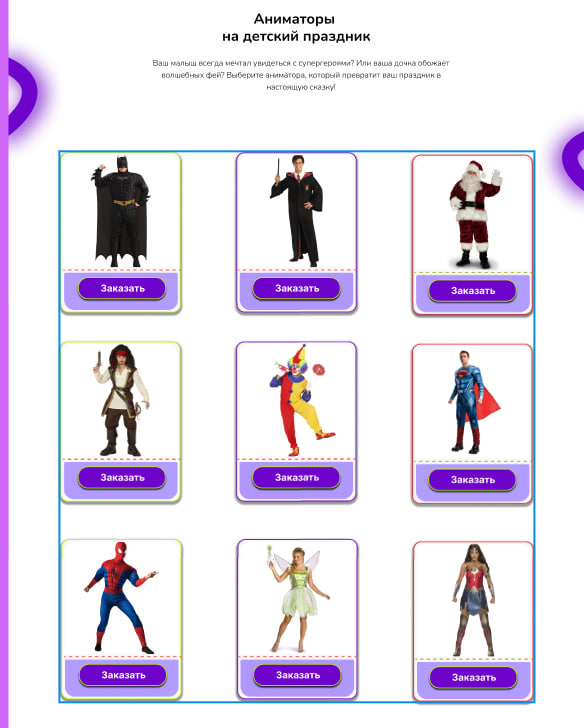 Аниматоры
на детский праздник
Ваш малыш всегда мечтал увидеться с супергероями? Или ваша дочка обожает
волшебных фей? Выберите аниматора, который превратит ваш праздник в
настоящую сказку!
Заказать
Заказать
Заказать
Заказать
Заказать
Заказать
Заказать
Заказать
Заказать